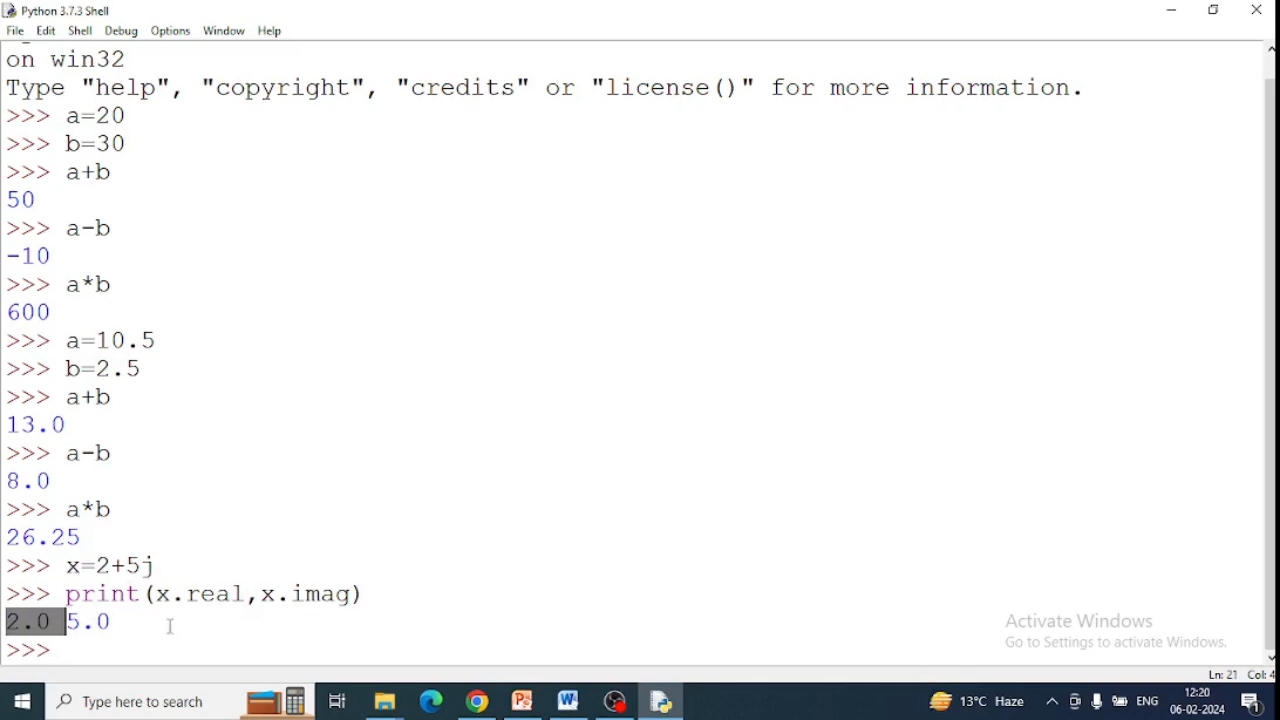 Python 3.7.3 Shell
File Edit Shell Debug Options Window Help
on win32
Type "help", "copyright", "credits" or "license()" for more information.
>>> a=20
>>> b=30
>>> a+b
50
>>> a-b
-10
>>> a*b
600
>>> a=10.5
>>> b=2.5
>>> a+b
13.0
>>> a-b
8.0
>>> a*b
26.25
>>> x=2+5j
>>> print(x.real,x.imag)
2.0 5.0
>>>
Activate Windows
Go to Settings to activate Windows.
Ln: 21 Col: 4
Type here to search
13°C Haze
ENG
12:20
06-02-2024
1